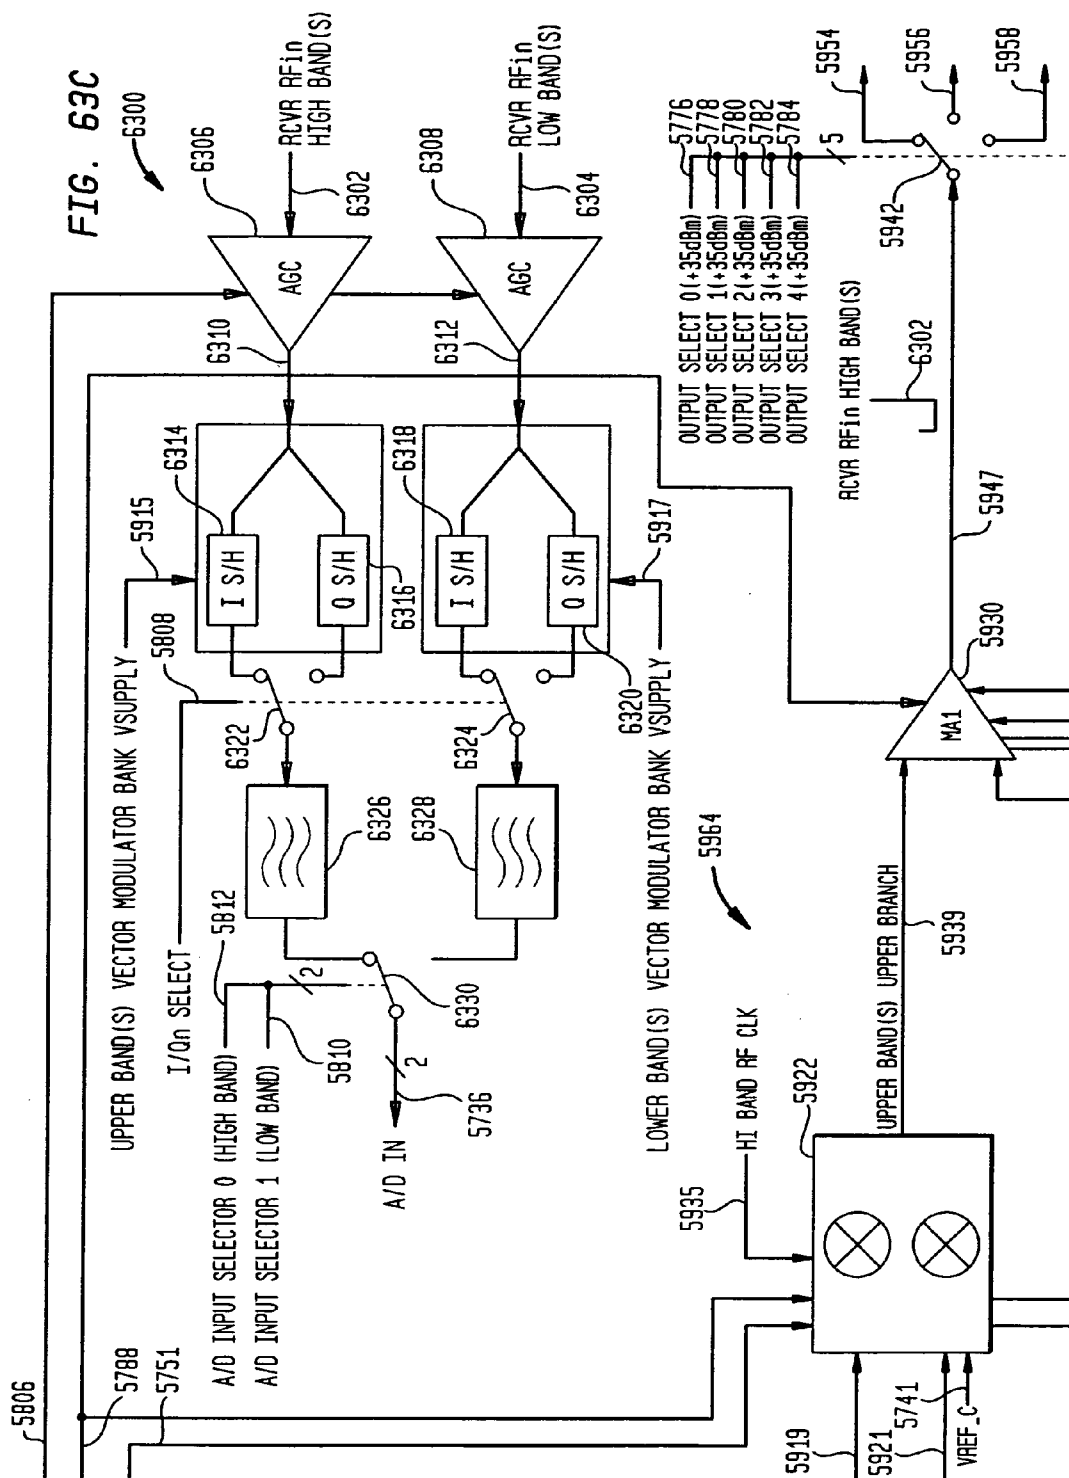 FIG. 63C
6300
5806
5788
5751
6306
RCVR RFin
HIGH BAND(S)
6302
AGC
6310
6308
RCVR RFin
LOW BAND(S)
6304
AGC
6312
UPPER BAND(S) VECTOR MODULATOR BANK VSUPPLY
5915
6314
I S/H
Q S/H
6316
6318
I S/H
Q S/H
6320
5917
LOWER BAND(S) VECTOR MODULATOR BANK VSUPPLY
I/Qn SELECT
5808
6322
6324
6326
6328
A/D INPUT SELECTOR 0 (HIGH BAND)
5812
A/D INPUT SELECTOR 1 (LOW BAND)
5810
2
6330
2
A/D IN
5736
OUTPUT SELECT 0(+35dBm)
5776
OUTPUT SELECT 1(+35dBm)
5778
OUTPUT SELECT 2(+35dBm)
5780
OUTPUT SELECT 3(+35dBm)
5782
OUTPUT SELECT 4(+35dBm)
5784
5
RCVR RFin HIGH BAND(S)
6302
5942
5954
5956
5958
5947
5930
MA1
5964
HI BAND RF CLK
5935
5922
UPPER BAND(S) UPPER BRANCH
5939
5919
5921
5741
VREF_C